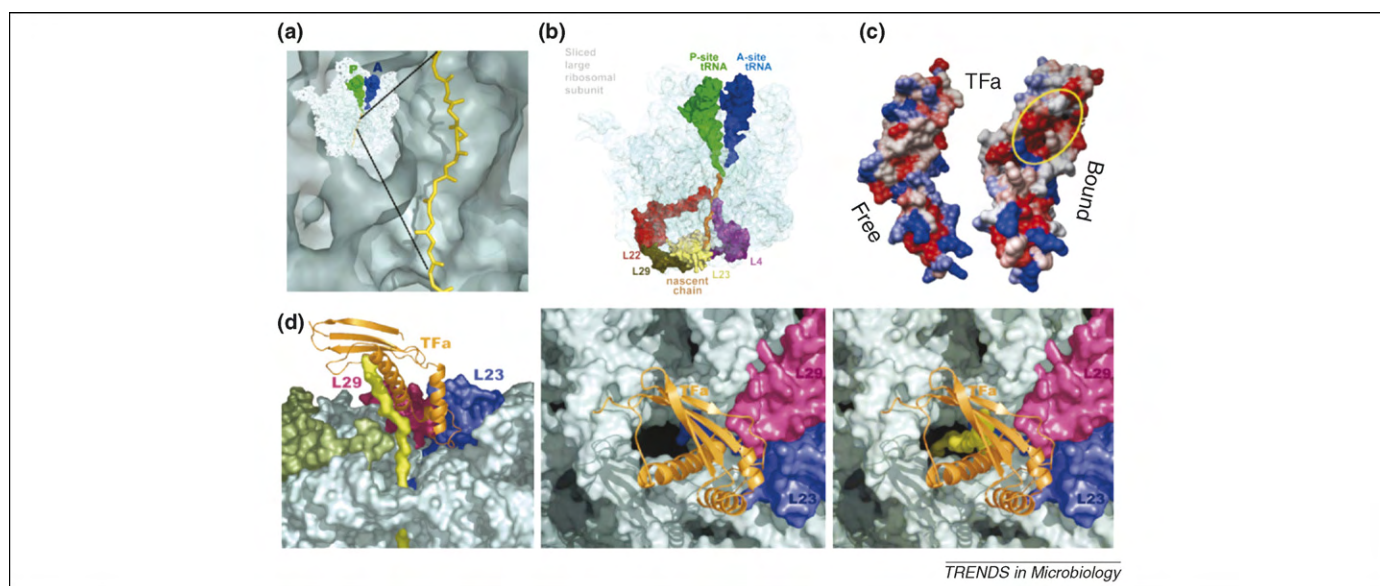 (a)
P A
(b)
Sliced
large
ribosomal
subunit
P-site
tRNA
A-site
tRNA
L22
L29
L23
L4
nascent
chain
(c)
TFa
Free
Bound
(d)
TFa
L29
L23
TFa
L29
L23
TFa
L29
L23
TRENDS in Microbiology